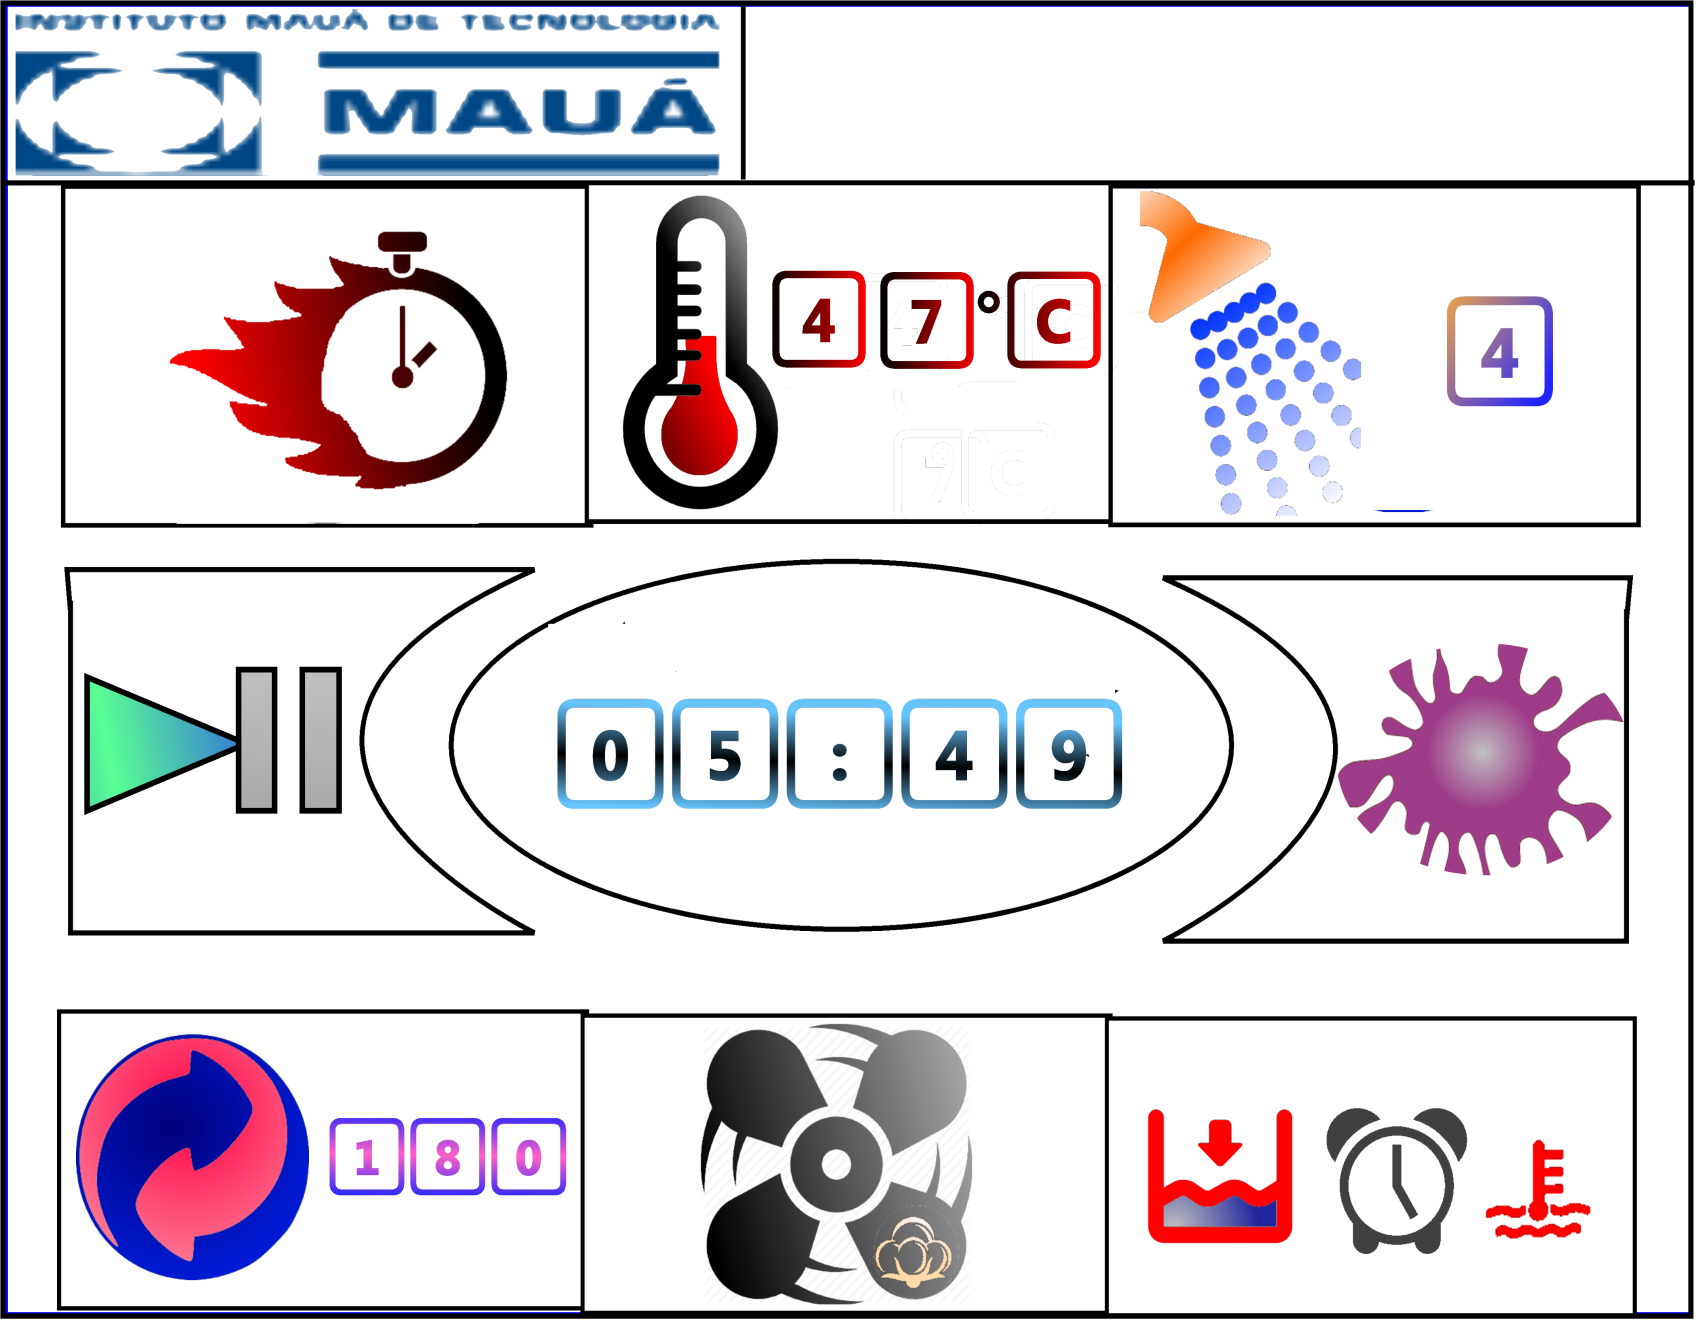 INSTITUTO MAUÁ DE TECNOLOGIA
MAUÁ
47°C
4
05:49
180